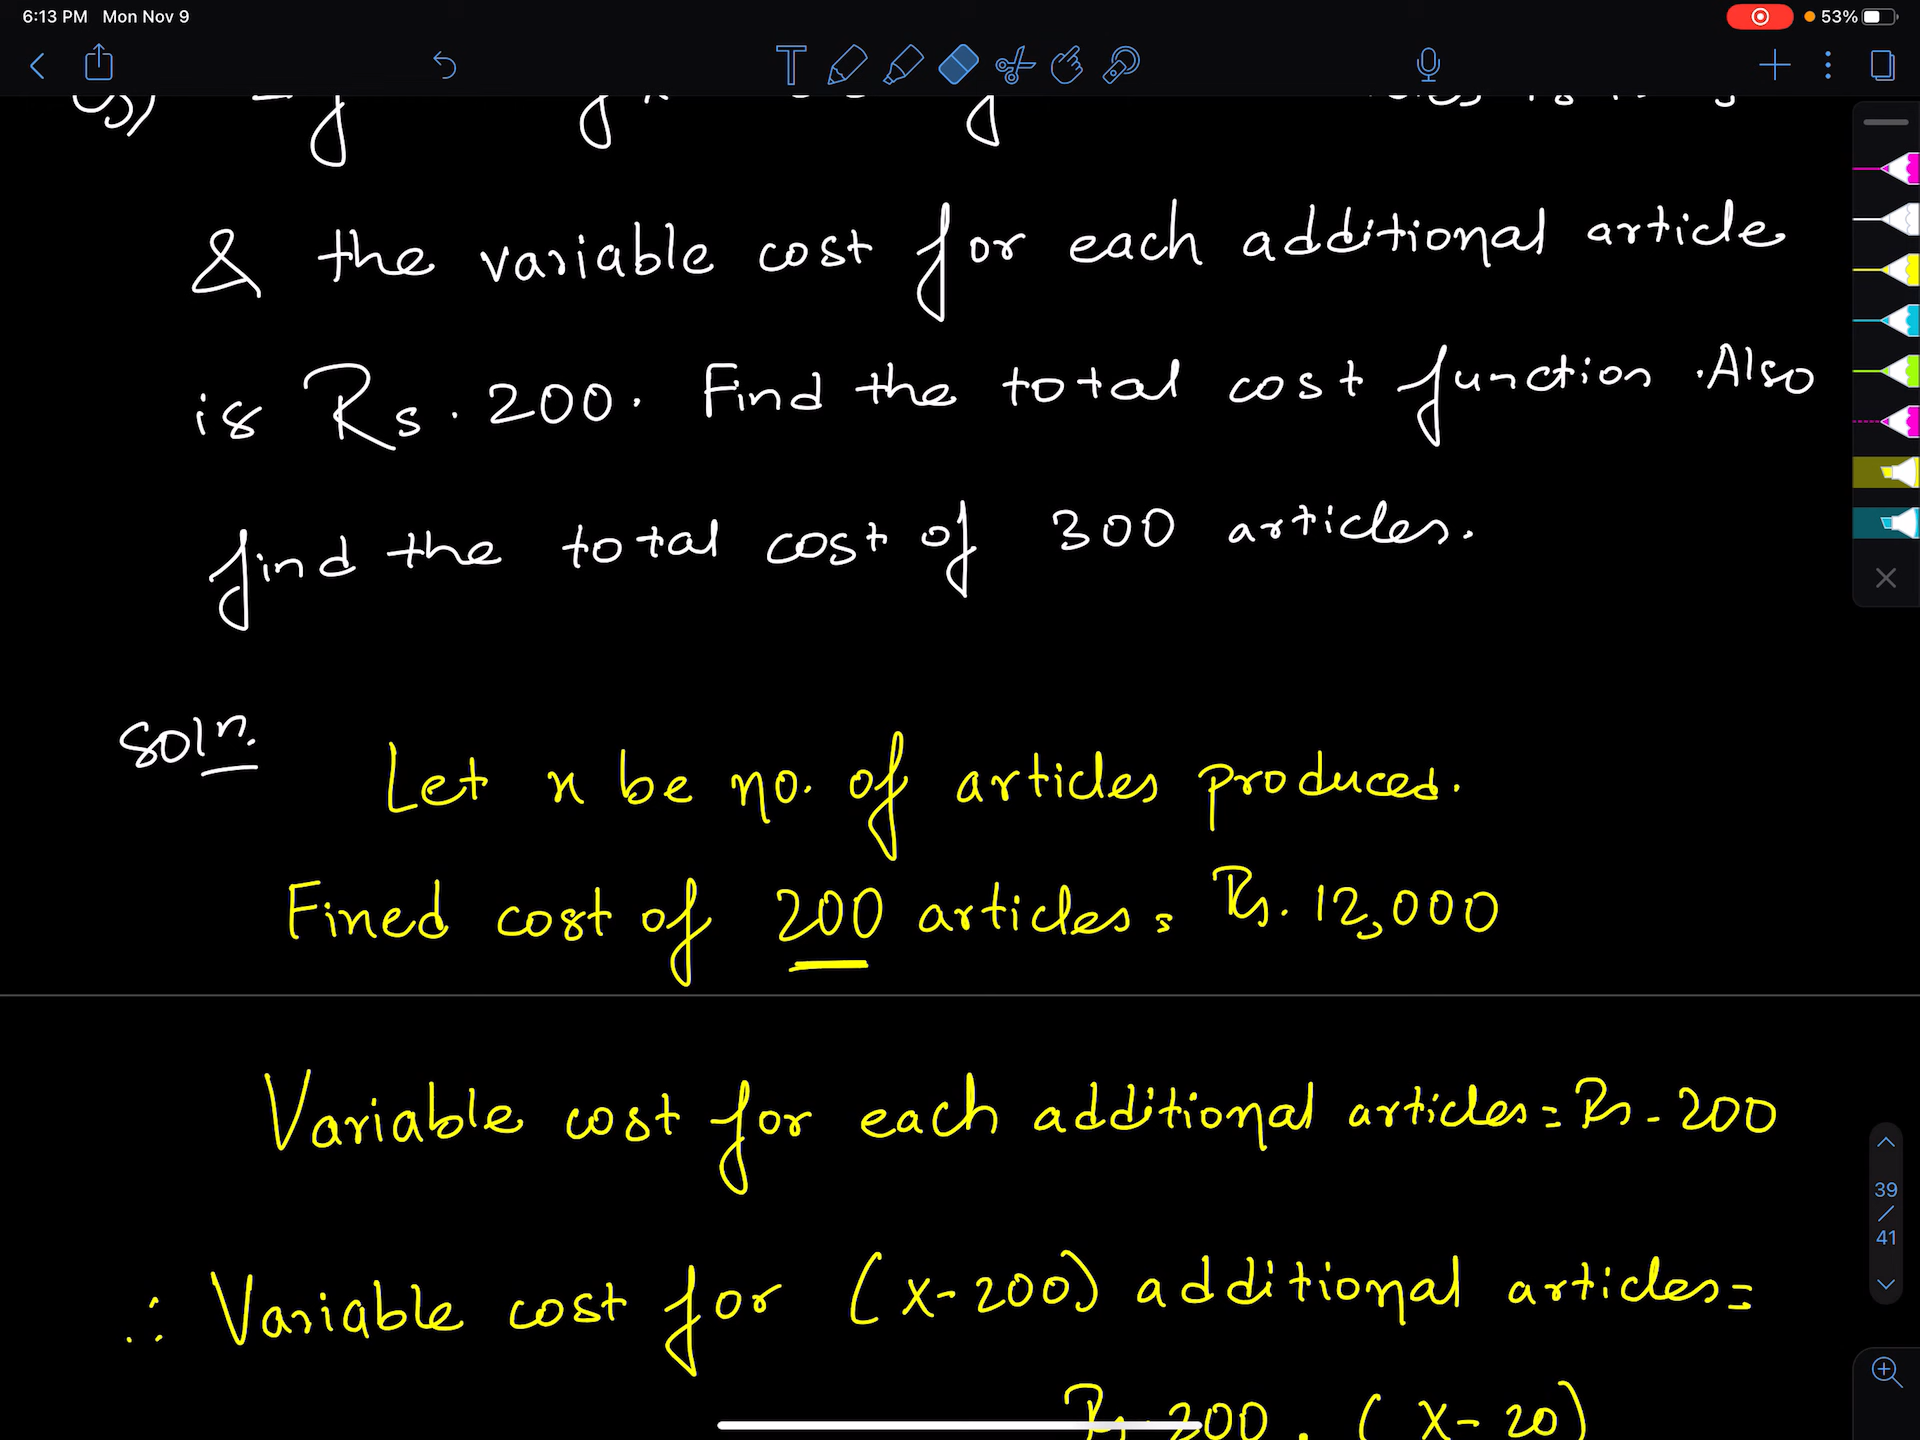 6:13 PM Mon Nov 9
53%
& the variable cost for each additional article
is Rs. 200. Find the total cost function. Also
find the total cost of 300 articles.
Soln.
Let x be no. of articles produced.
Fixed cost of 200 articles = Rs. 12,000
Variable cost for each additional articles = Rs - 200
∴ Variable cost for (x-200) additional articles =
Rs 200 . (x - 20)
39
/
41